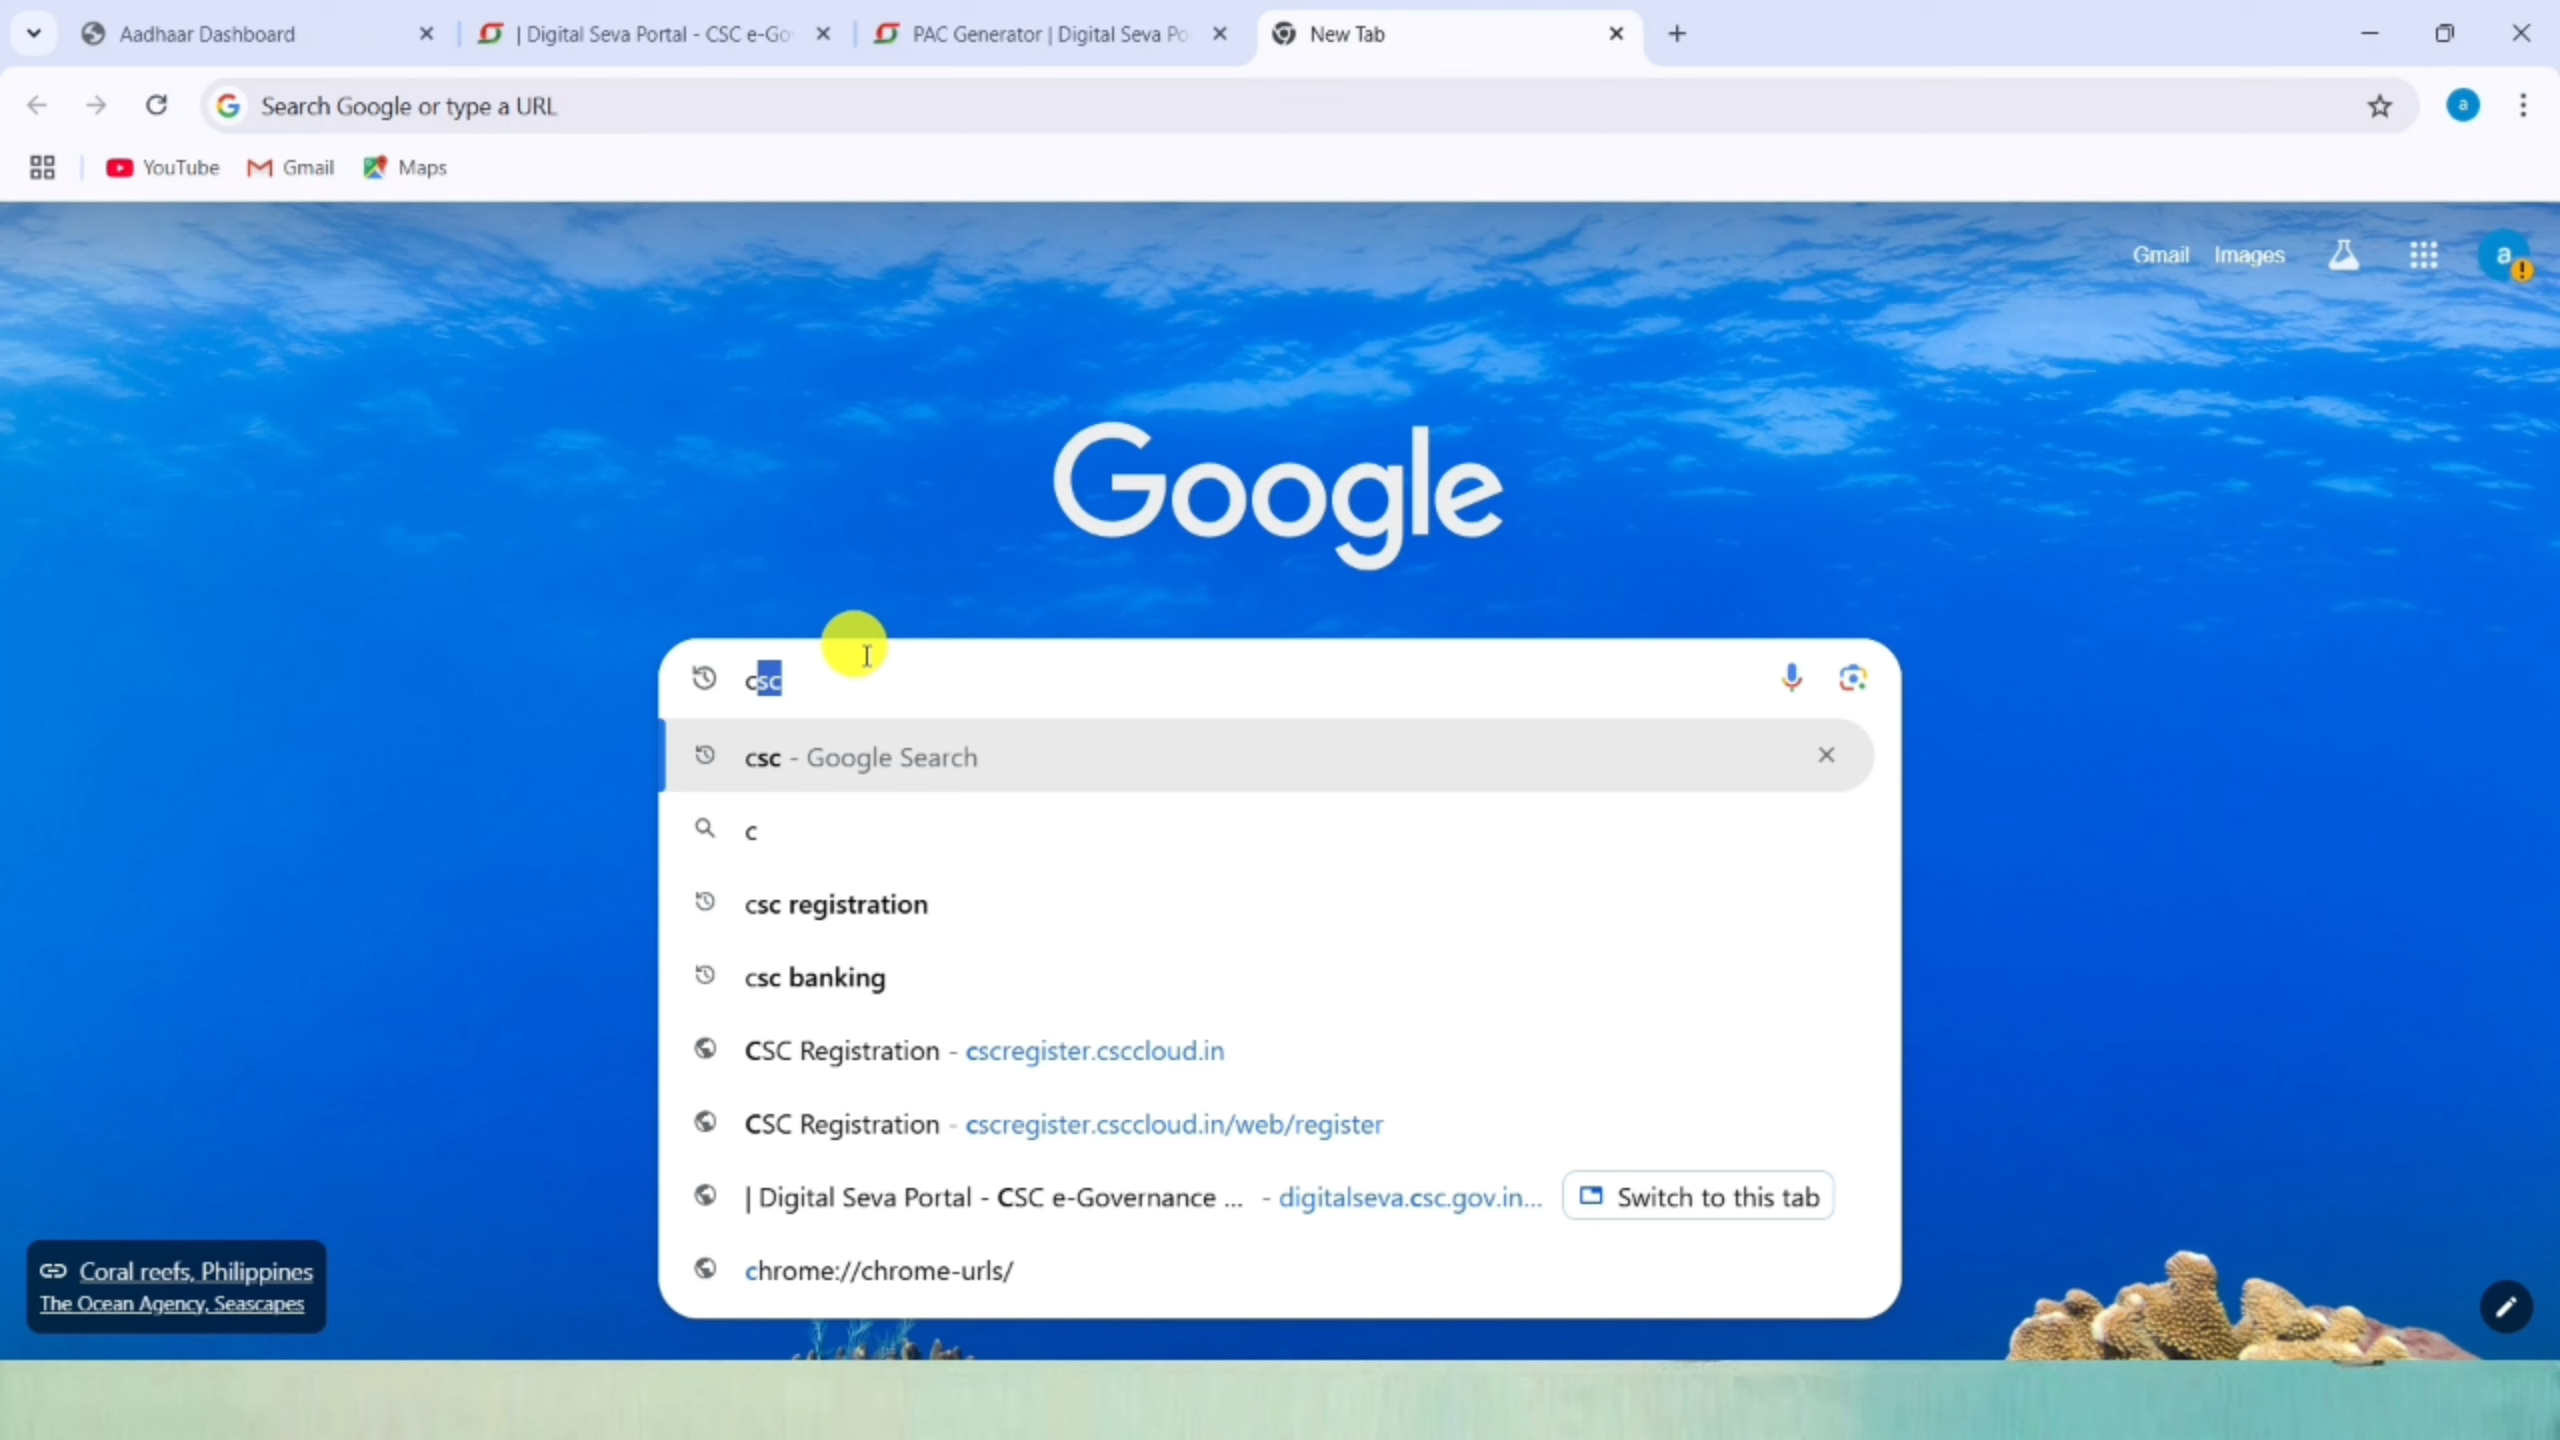 Aadhaar Dashboard
| Digital Seva Portal - CSC e-Go
PAC Generator | Digital Seva Po
New Tab
Search Google or type a URL
YouTube
Gmail
Maps
Gmail
Images
a
a
Google
csc
csc - Google Search
c
csc registration
csc banking
CSC Registration - cscregister.csccloud.in
CSC Registration - cscregister.csccloud.in/web/register
| Digital Seva Portal - CSC e-Governance ... - digitalseva.csc.gov.in...
Switch to this tab
chrome://chrome-urls/
Coral reefs, Philippines
The Ocean Agency, Seascapes